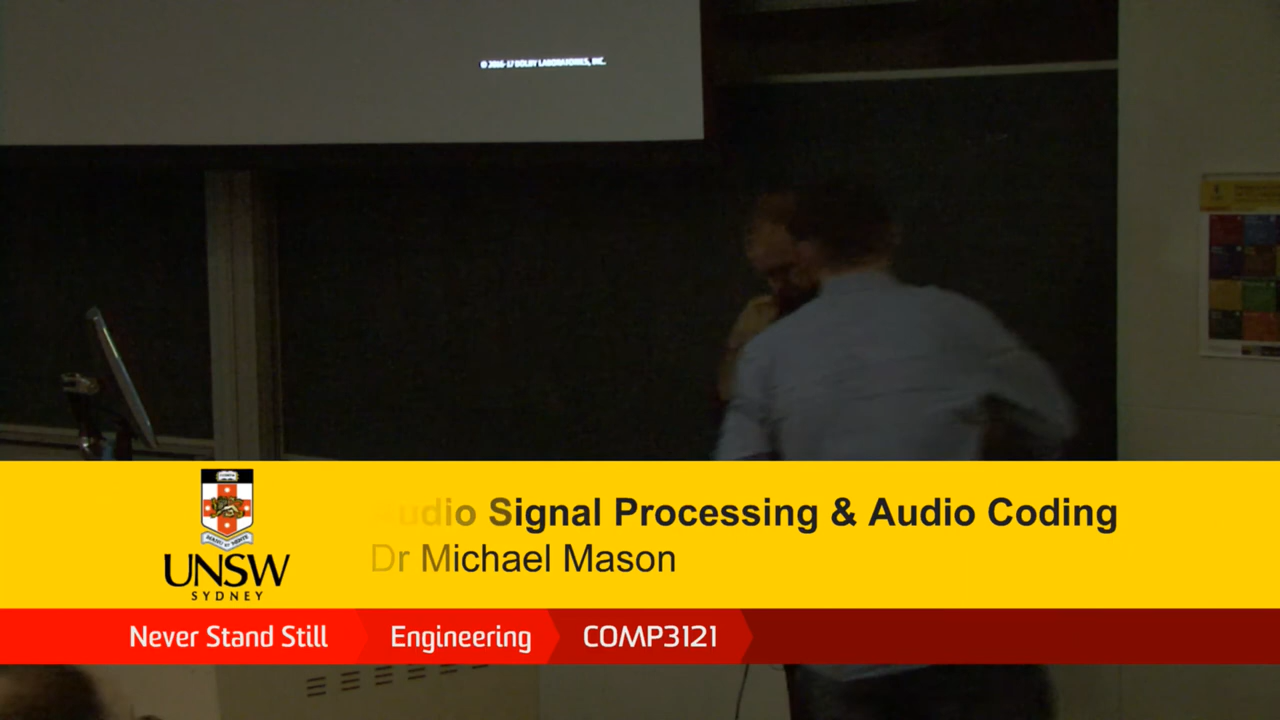 © 2016-17 DOLBY LABORATORIES, INC.
Audio Signal Processing & Audio Coding
Dr Michael Mason
UNSW
SYDNEY
Never Stand Still
Engineering
COMP3121